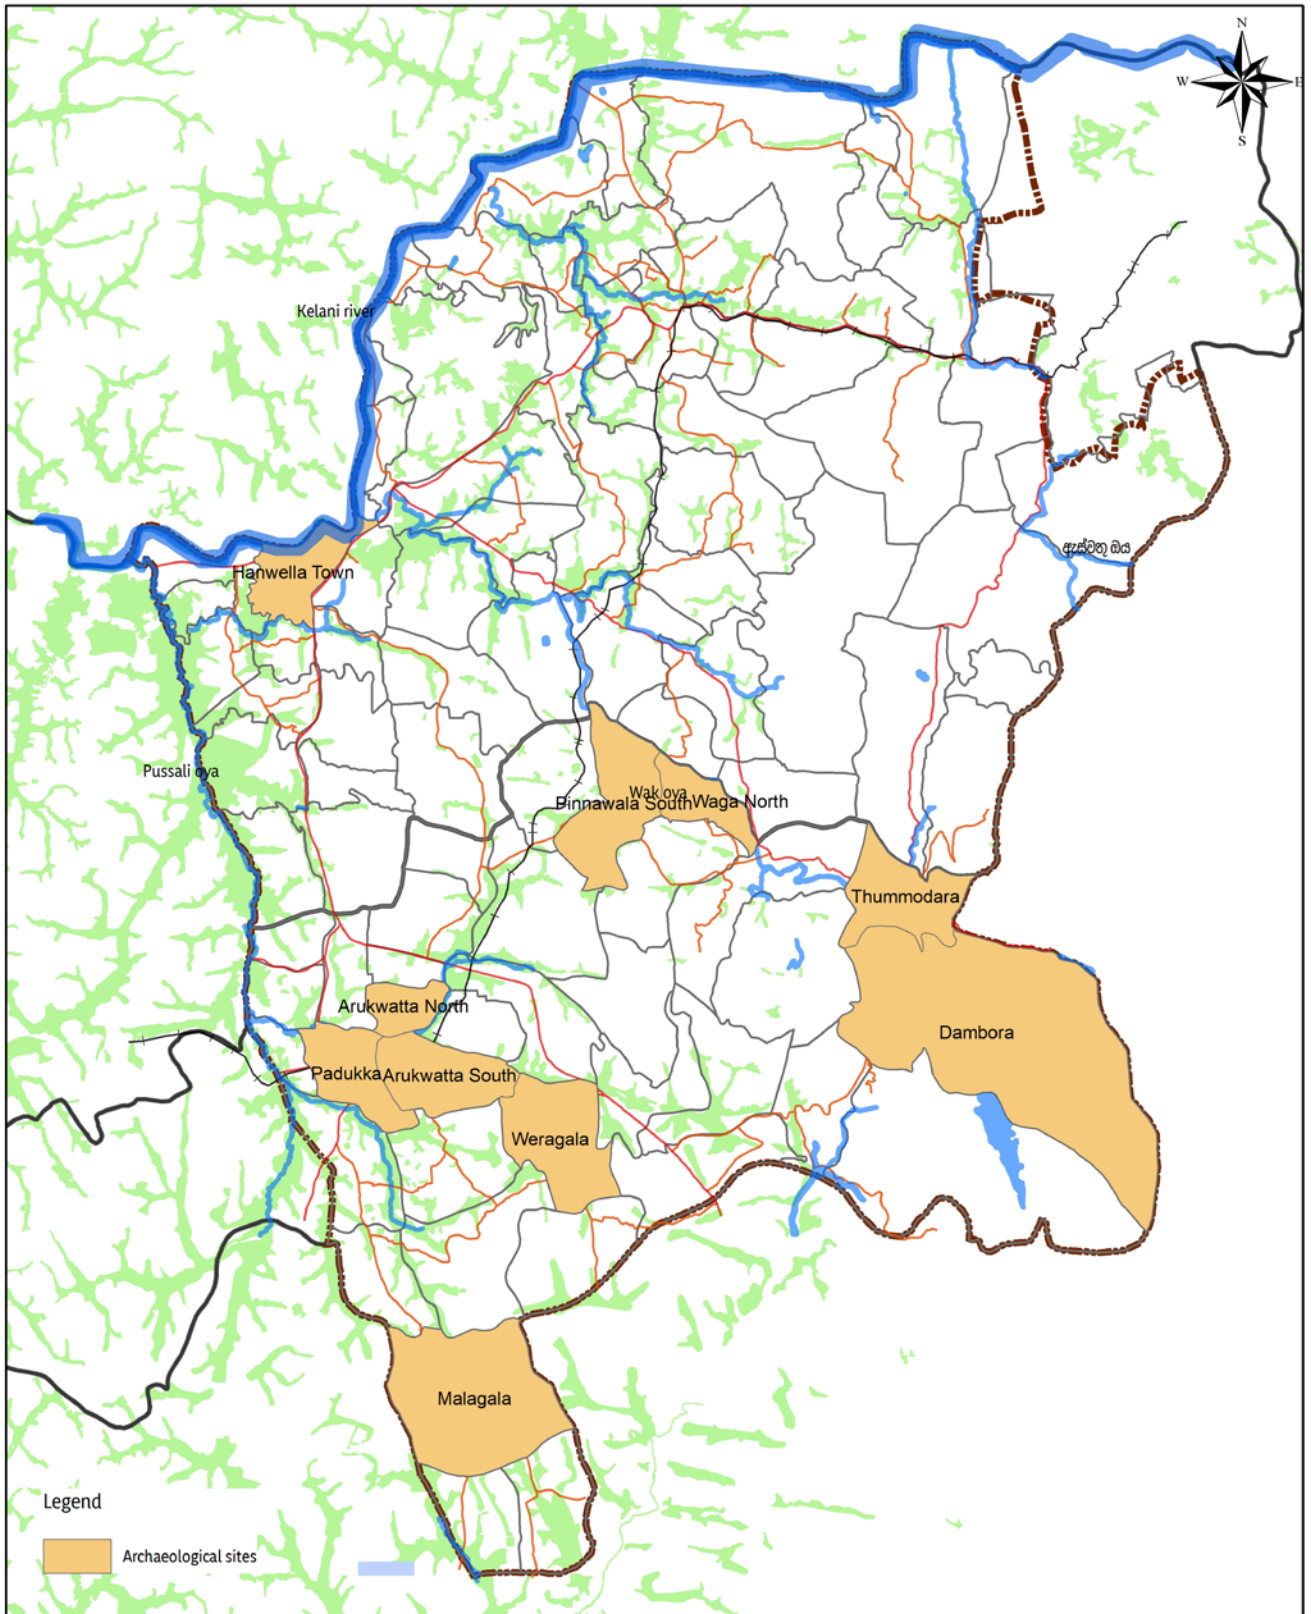 N
W E
S
Kelani river
ඇස්වතු ඔය
Hanwella Town
Pussali oya
Wak oya
Pinnawala South
Waga North
Thummodara
Arukwatta North
Dambora
Padukka
Arukwatta South
Weragala
Malagala
Legend
Archaeological sites